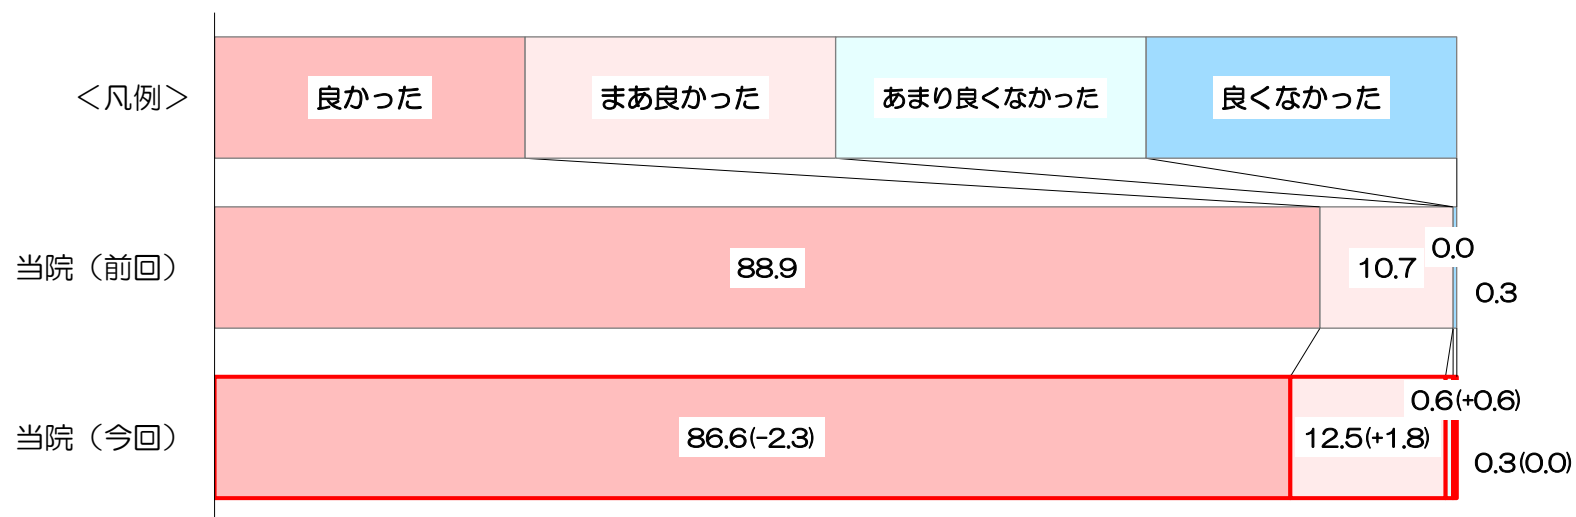 ＜凡例＞ 良かった まあ良かった あまり良くなかった 良くなかった
当院（前回） 88.9 10.7 0.0 0.3
当院（今回） 86.6(-2.3) 12.5(+1.8) 0.6(+0.6) 0.3(0.0)